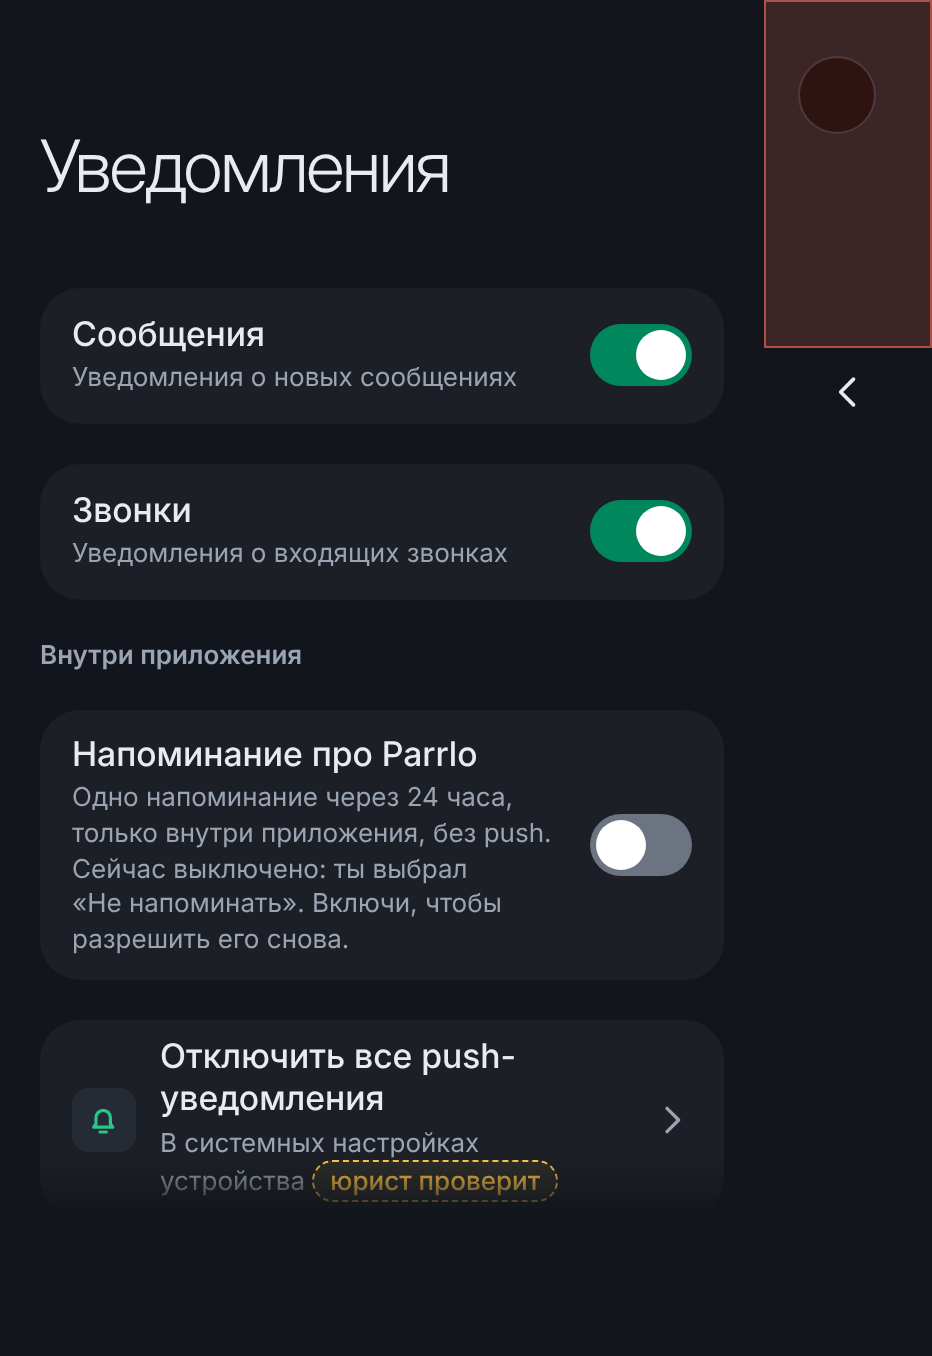 Уведомления
Сообщения
Уведомления о новых сообщениях
Звонки
Уведомления о входящих звонках
Внутри приложения
Напоминание про Parrlo
Одно напоминание через 24 часа,
только внутри приложения, без push.
Сейчас выключено: ты выбрал
«Не напоминать». Включи, чтобы
разрешить его снова.
Отключить все push-
уведомления
В системных настройках
устройства юрист проверит